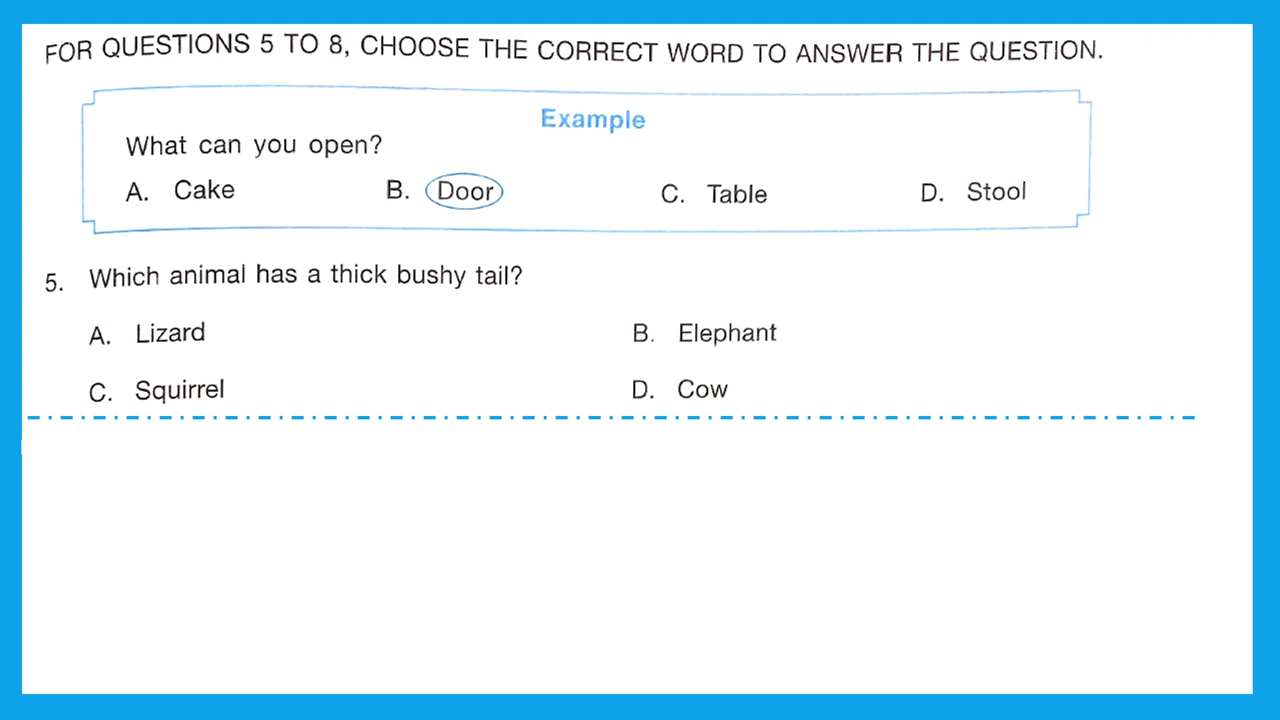 FOR QUESTIONS 5 TO 8, CHOOSE THE CORRECT WORD TO ANSWER THE QUESTION.
Example
What can you open?
A. Cake B. Door C. Table D. Stool
5. Which animal has a thick bushy tail?
A. Lizard B. Elephant
C. Squirrel D. Cow